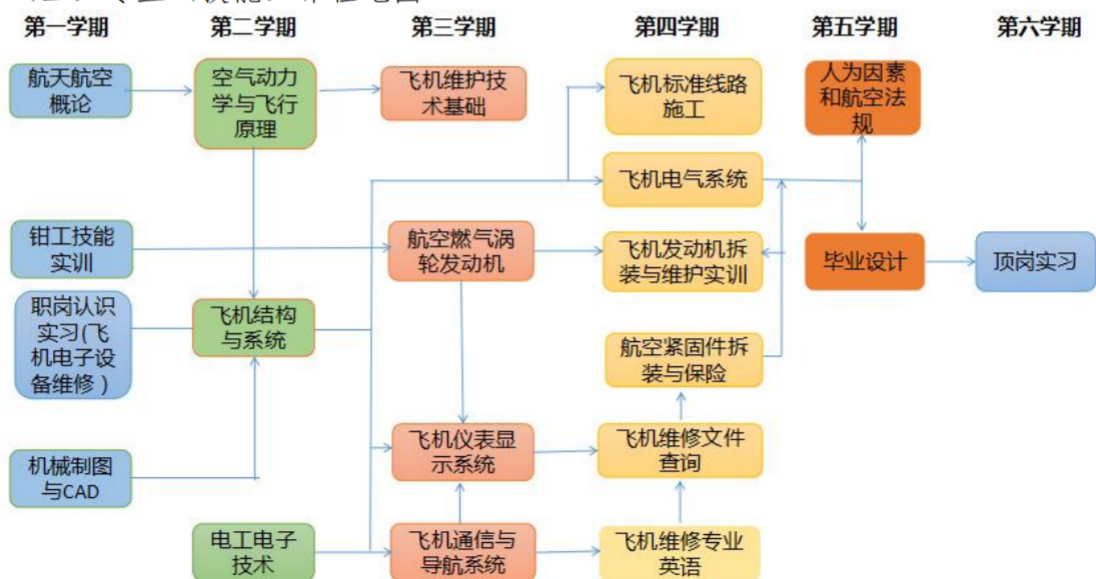 第一学期
第二学期
第三学期
第四学期
第五学期
第六学期
航天航空
概论
空气动力
学与飞行
原理
飞机维护技
术基础
飞机标准线路
施工
人为因素
和航空法
规
飞机电气系统
钳工技能
实训
航空燃气涡
轮发动机
飞机发动机拆
装与维护实训
毕业设计
顶岗实习
职岗认识
实习(飞
机电子设
备维修）
飞机结构
与系统
航空紧固件拆
装与保险
机械制图
与CAD
飞机仪表显
示系统
飞机维修文件
查询
电工电子
技术
飞机通信与
导航系统
飞机维修专业
英语